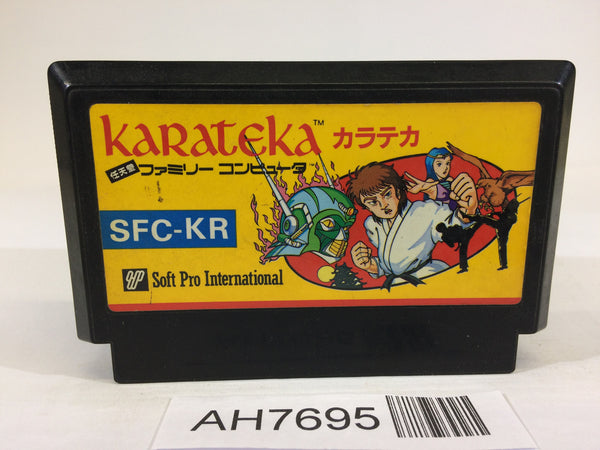 KARATEKA™ カラテカ
任天堂 ファミリー コンピュータ
SFC-KR
Soft Pro International
AH7695